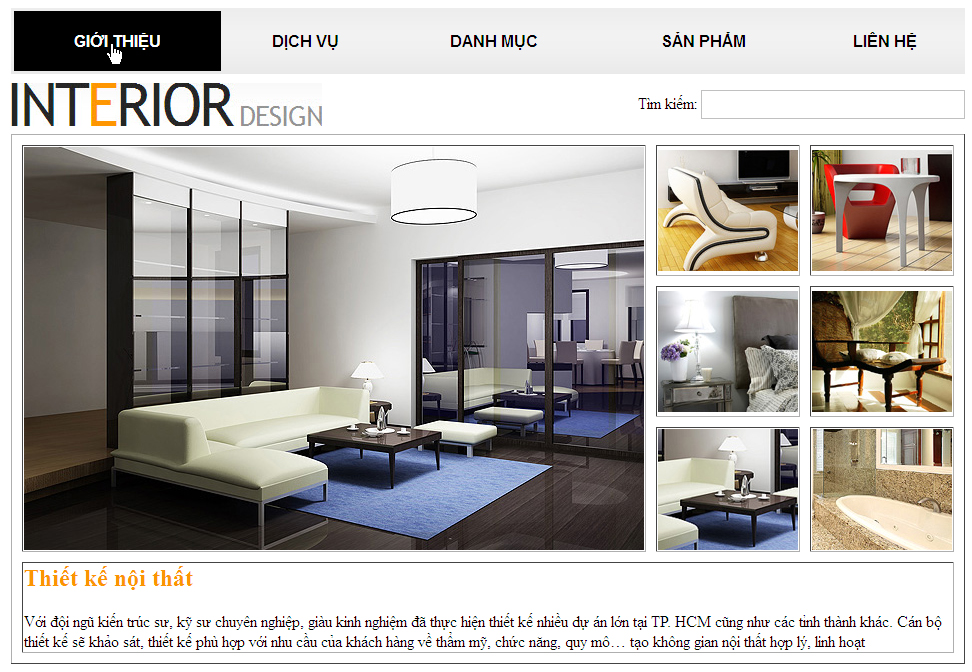 GIỚI THIỆU DỊCH VỤ DANH MỤC SẢN PHẨM LIÊN HỆ
INTERIOR DESIGN
Tìm kiếm:
Thiết kế nội thất
Với đội ngũ kiến trúc sư, kỹ sư chuyên nghiệp, giàu kinh nghiệm đã thực hiện thiết kế nhiều dự án lớn tại TP. HCM cũng như các tỉnh thành khác. Cán bộ
thiết kế sẽ khảo sát, thiết kế phù hợp với nhu cầu của khách hàng về thẩm mỹ, chức năng, quy mô… tạo không gian nội thất hợp lý, linh hoạt